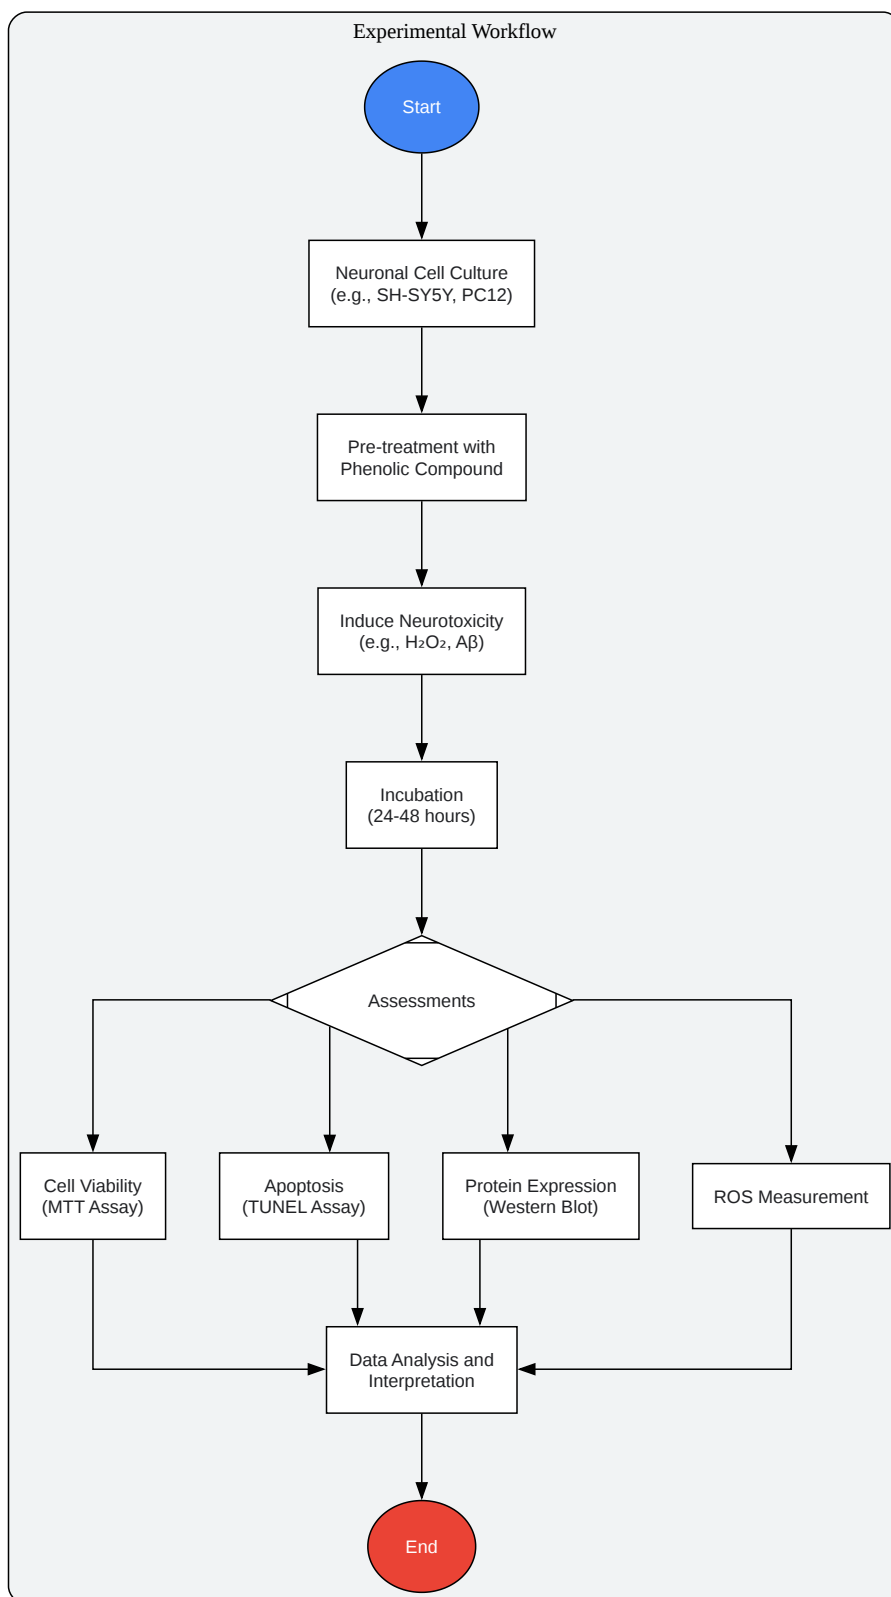 Experimental Workflow
Start
Neuronal Cell Culture
(e.g., SH-SY5Y, PC12)
Pre-treatment with
Phenolic Compound
Induce Neurotoxicity
(e.g., H₂O₂, Aβ)
Incubation
(24-48 hours)
Assessments
Cell Viability
(MTT Assay)
Apoptosis
(TUNEL Assay)
Protein Expression
(Western Blot)
ROS Measurement
Data Analysis and
Interpretation
End